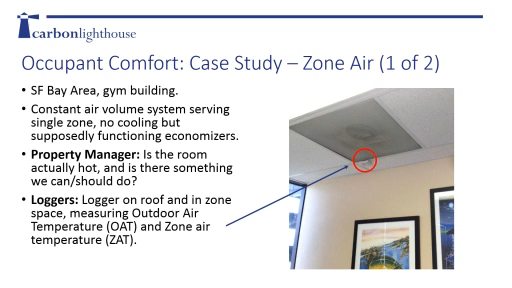 carbonlighthouse
Occupant Comfort: Case Study – Zone Air (1 of 2)
• SF Bay Area, gym building.
• Constant air volume system serving
single zone, no cooling but
supposedly functioning economizers.
• Property Manager: Is the room
actually hot, and is there something
we can/should do?
• Loggers: Logger on roof and in zone
space, measuring Outdoor Air
Temperature (OAT) and Zone air
temperature (ZAT).